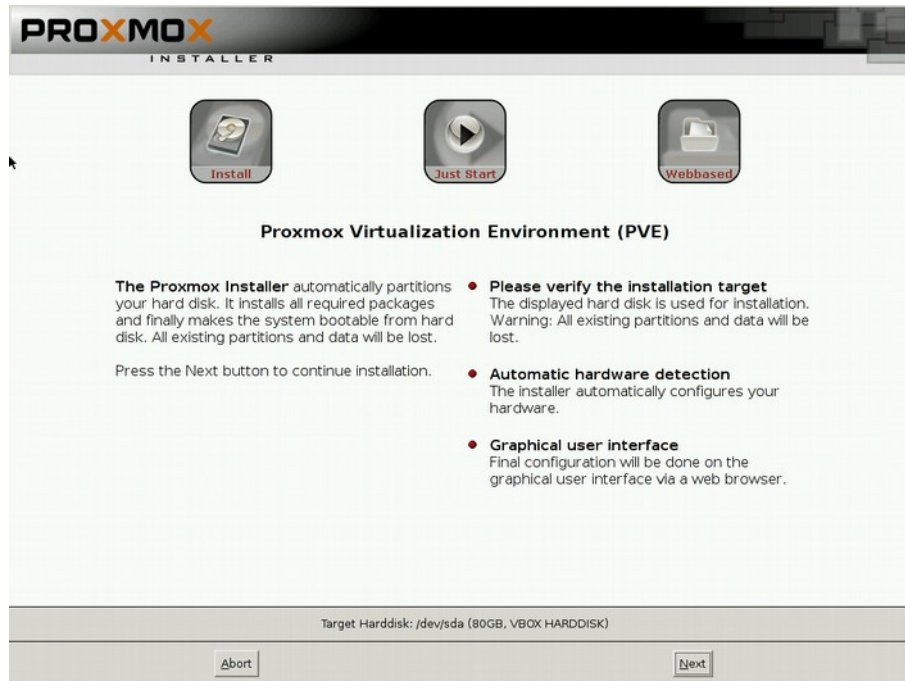 PROXMOX
INSTALLER
Install
Just Start
Webbased
Proxmox Virtualization Environment (PVE)
The Proxmox Installer automatically partitions
your hard disk. It installs all required packages
and finally makes the system bootable from hard
disk. All existing partitions and data will be lost.
Press the Next button to continue installation.
Please verify the installation target
The displayed hard disk is used for installation.
Warning: All existing partitions and data will be
lost.
Automatic hardware detection
The installer automatically configures your
hardware.
Graphical user interface
Final configuration will be done on the
graphical user interface via a web browser.
Target Harddisk: /dev/sda (80GB, VBOX HARDDISK)
Abort
Next